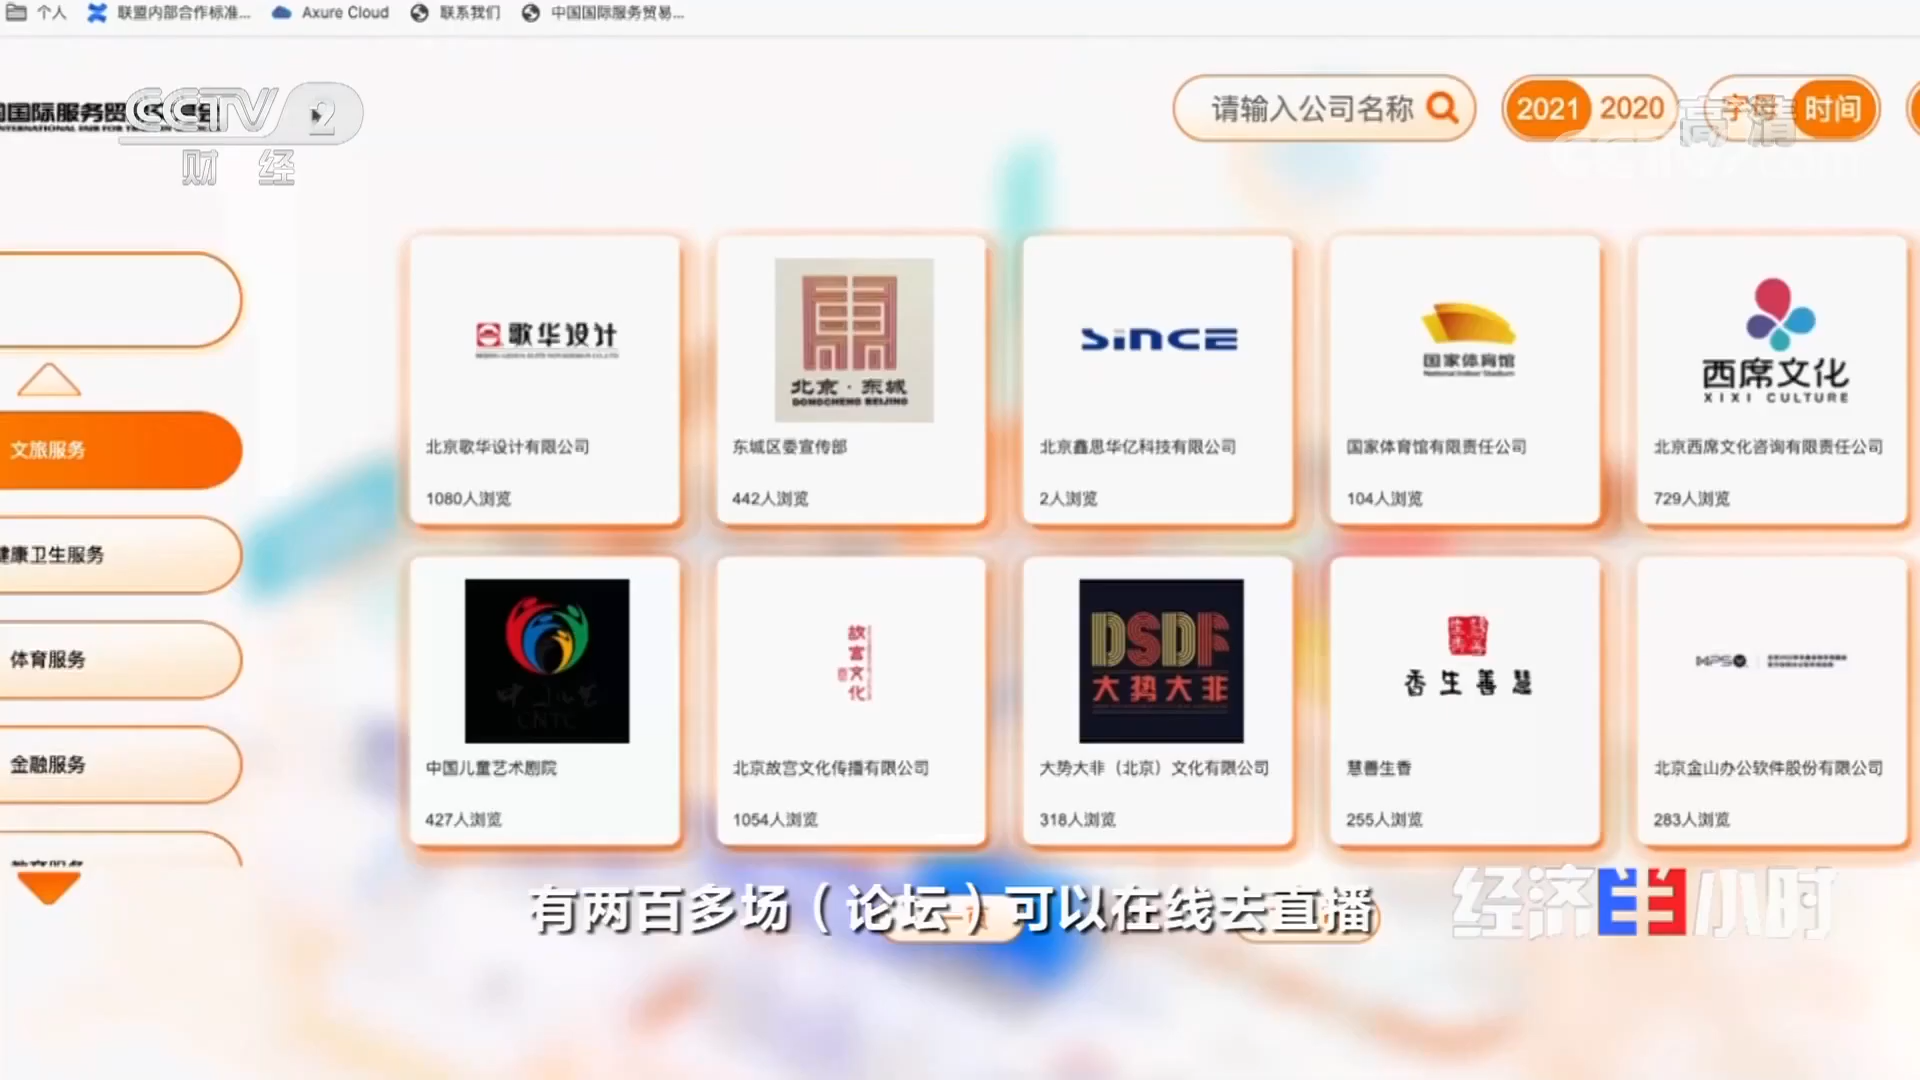 个人 联盟内部合作标准... Axure Cloud 联系我们 中国国际服务贸易...
CCTV 2
财 经
请输入公司名称
2021 2020
时间
高清
文旅服务
健康卫生服务
体育服务
金融服务
歌华设计
北京歌华设计有限公司
1080人浏览
北京·东城
DONGCHENG BEIJING
东城区委宣传部
442人浏览
SINCE
北京鑫思华亿科技有限公司
2人浏览
国家体育馆
National Indoor Stadium
国家体育馆有限责任公司
104人浏览
西席文化
XIXI CULTURE
北京西席文化咨询有限责任公司
729人浏览
CNTC
中国儿童艺术剧院
427人浏览
故宫文化
北京故宫文化传播有限公司
1054人浏览
DSDF
大势大非
大势大非（北京）文化有限公司
318人浏览
香生善慧
慧善生香
255人浏览
北京金山办公软件股份有限公司
283人浏览
有两百多场（论坛）可以在线去直播
经济半小时